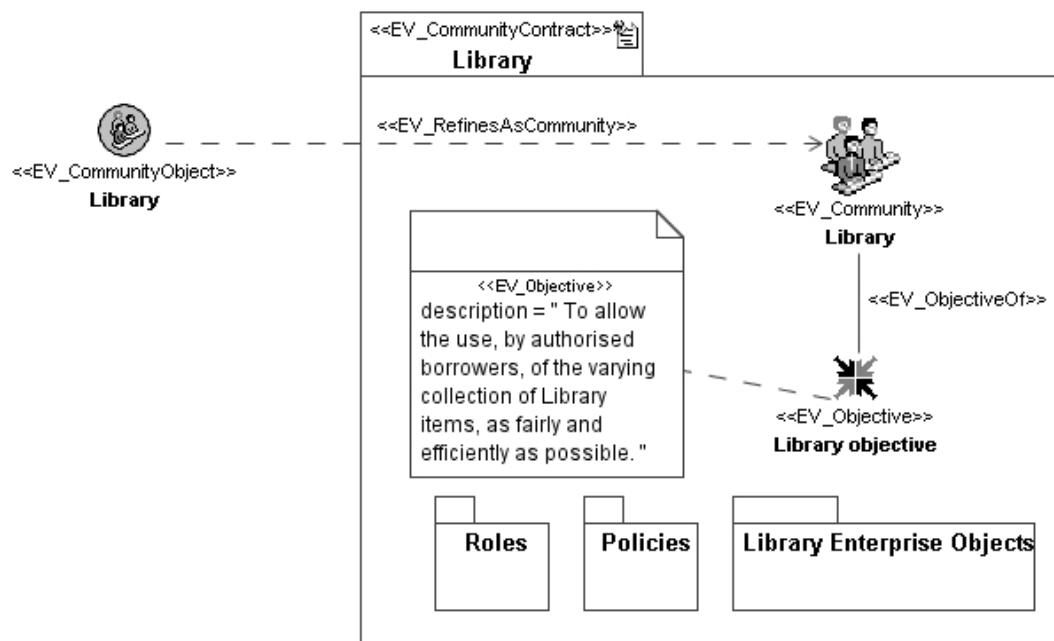 <<EV_CommunityContract>>
Library
<<EV_RefinesAsCommunity>>
<<EV_CommunityObject>>
Library
<<EV_Community>>
Library
<<EV_ObjectiveOf>>
<<EV_Objective>>
description = " To allow
the use, by authorised
borrowers, of the varying
collection of Library
items, as fairly and
efficiently as possible. "
<<EV_Objective>>
Library objective
Roles
Policies
Library Enterprise Objects